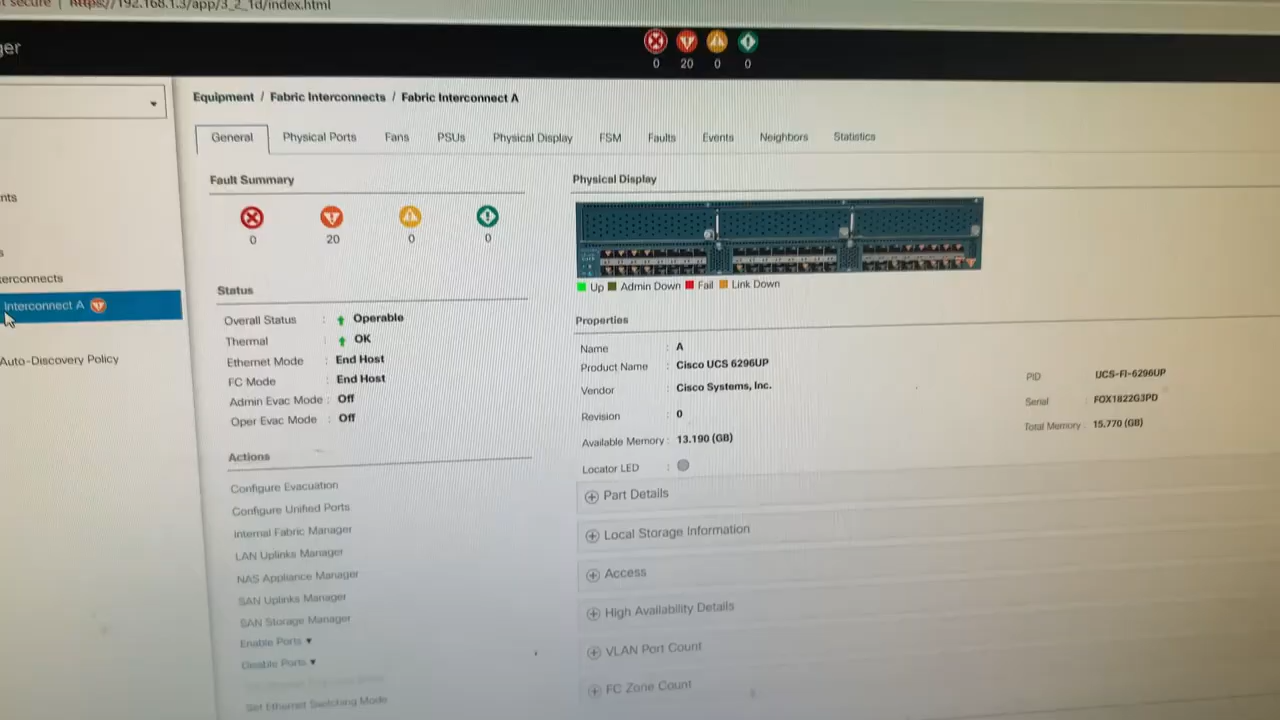 https://192.168.1.3/app/3_2_1d/index.html
ger
0 20 0 0
Equipment / Fabric Interconnects / Fabric Interconnect A
General Physical Ports Fans PSUs Physical Display FSM Faults Events Neighbors Statistics
Fault Summary
0 20 0 0
Status
Overall Status : Operable
Thermal : OK
Ethernet Mode : End Host
FC Mode : End Host
Admin Evac Mode : Off
Oper Evac Mode : Off
Actions
Configure Evacuation
Configure Unified Ports
Internal Fabric Manager
LAN Uplinks Manager
NAS Appliance Manager
SAN Uplinks Manager
SAN Storage Manager
Enable Ports
Disable Ports
Set Ethernet Switching Mode
Physical Display
Up Admin Down Fail Link Down
Properties
Name : A
Product Name : Cisco UCS 6296UP
Vendor : Cisco Systems, Inc.
Revision : 0
Available Memory : 13.190 (GB)
Locator LED :
PID : UCS-FI-6296UP
Serial : FOX1822G3PD
Total Memory : 15.770 (GB)
Part Details
Local Storage Information
Access
High Availability Details
VLAN Port Count
FC Zone Count
nts
s
terconnects
Interconnect A
Auto-Discovery Policy